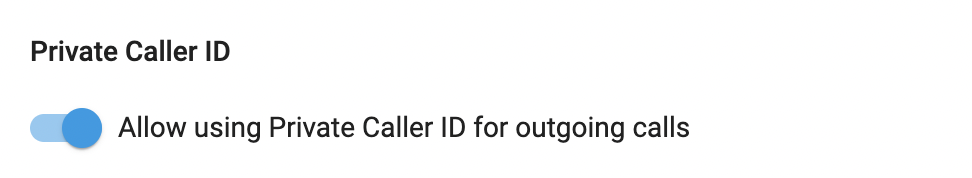 Private Caller ID
Allow using Private Caller ID for outgoing calls